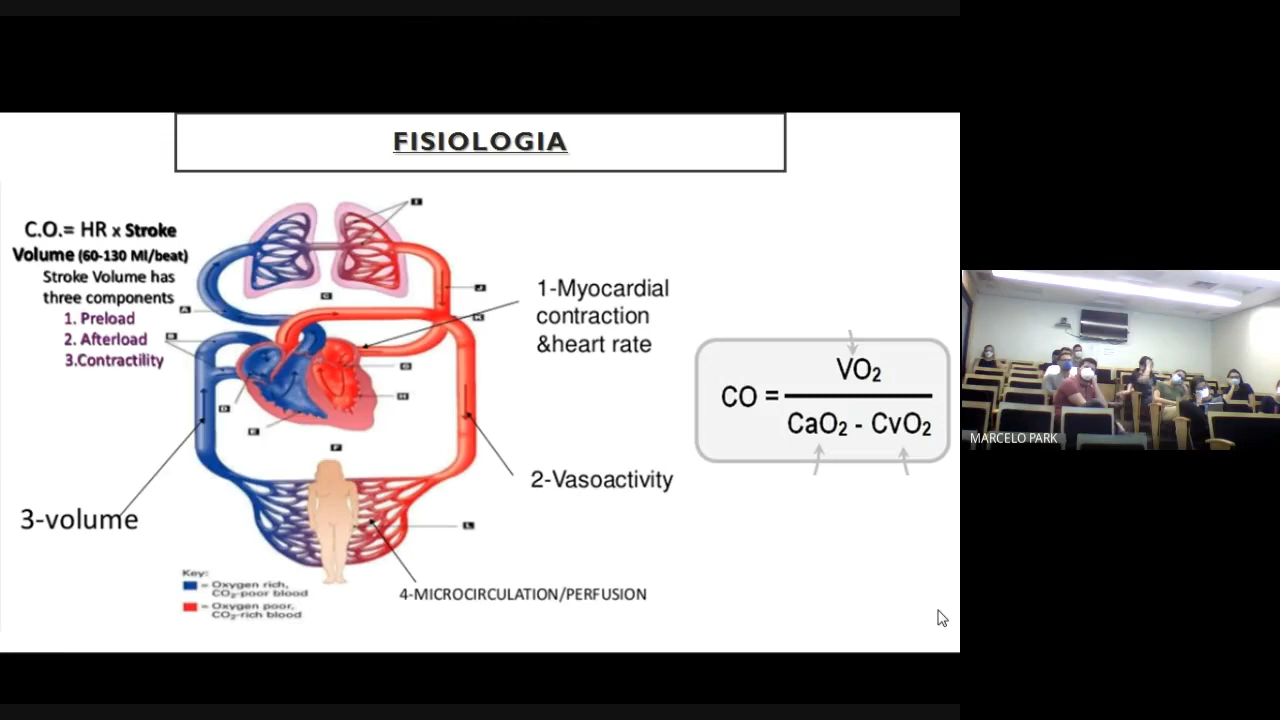 FISIOLOGIA
C.O.= HR x Stroke
Volume (60-130 Ml/beat)
Stroke Volume has
three components
1. Preload
2. Afterload
3.Contractility
I
J
G
A
K
B
O
H
D
E
F
L
1-Myocardial
contraction
&heart rate
2-Vasoactivity
3-volume
4-MICROCIRCULATION/PERFUSION
CO = VO₂
CaO₂ - CvO₂
Key:
= Oxygen rich,
CO₂-poor blood
= Oxygen poor,
CO₂-rich blood
MARCELO PARK